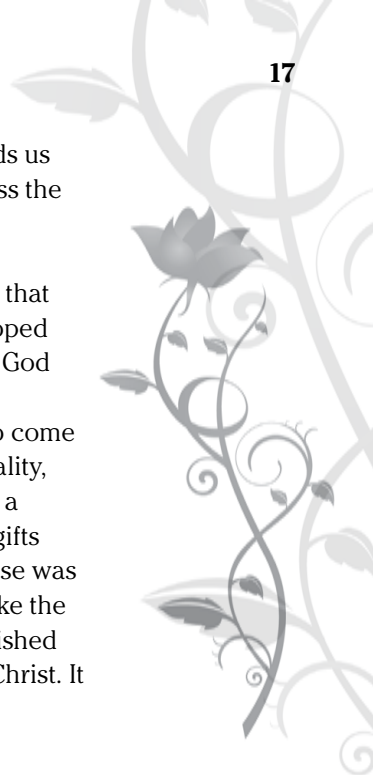 17
ds us
ss the
that
pped
God
o come
ality,
a
gifts
se was
ke the
ished
Christ. It